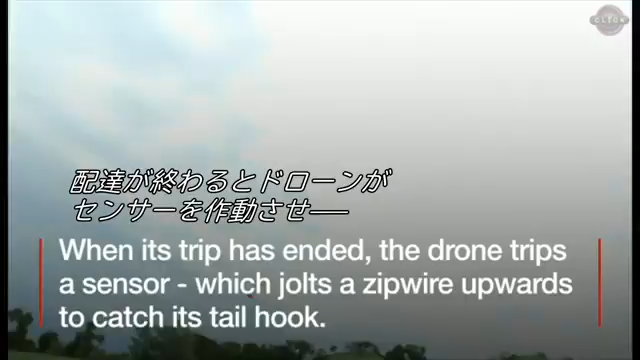 CLICK
配達が終わるとドローンが
センサーを作動させ──
When its trip has ended, the drone trips
a sensor - which jolts a zipwire upwards
to catch its tail hook.